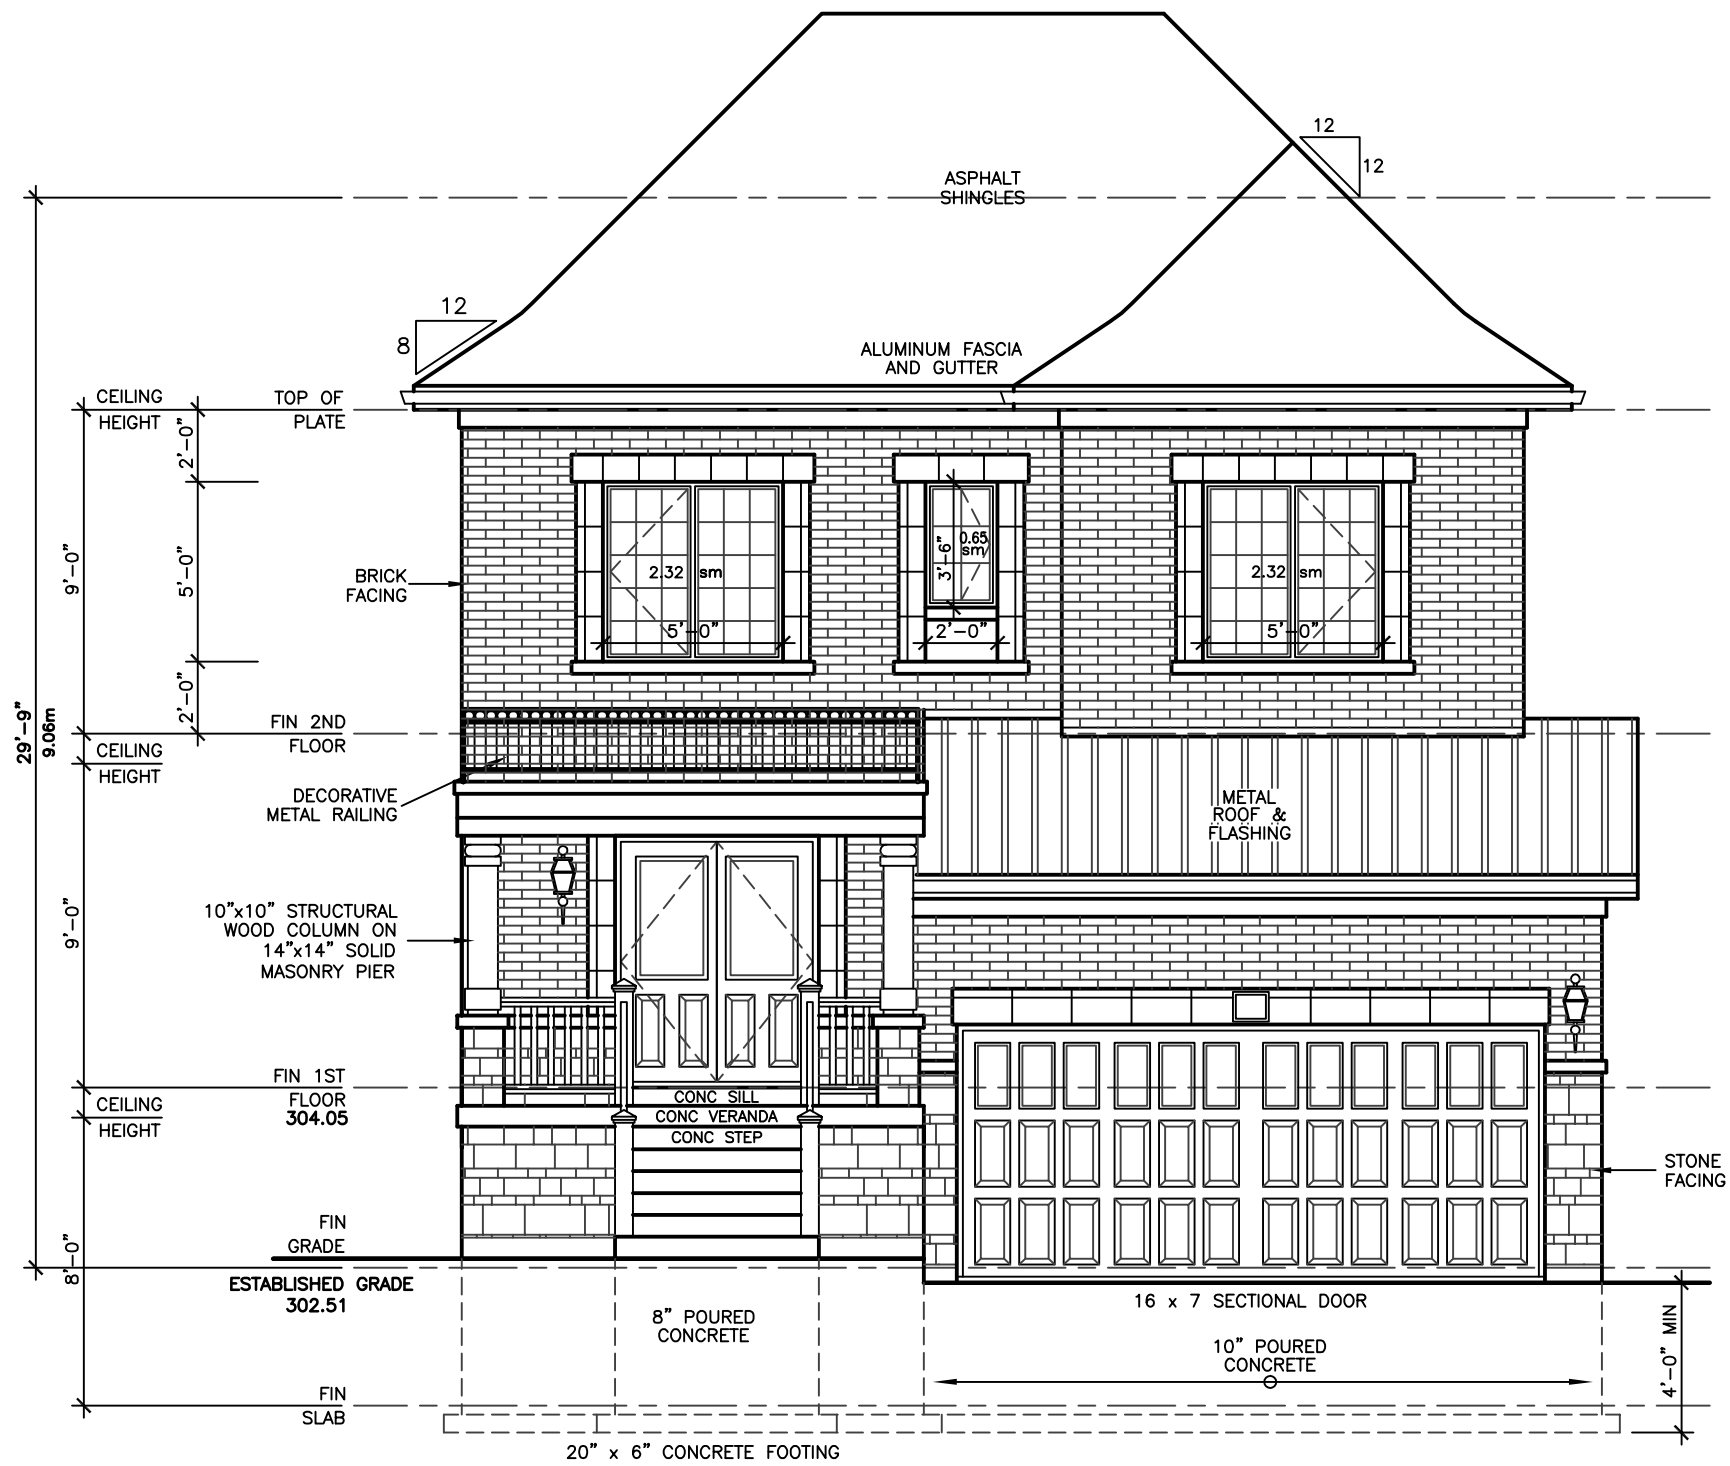 12
12
ASPHALT
SHINGLES
12
8
ALUMINUM FASCIA
AND GUTTER
CEILING
HEIGHT
TOP OF
PLATE
2'-0"
5'-0"
2'-0"
9'-0"
29'-9"
9.06m
BRICK
FACING
2.32 sm
5'-0"
3'-6"
0.65
sm
2'-0"
2.32 sm
5'-0"
FIN 2ND
FLOOR
CEILING
HEIGHT
DECORATIVE
METAL RAILING
METAL
ROOF &
FLASHING
9'-0"
10"x10" STRUCTURAL
WOOD COLUMN ON
14"x14" SOLID
MASONRY PIER
FIN 1ST
FLOOR
304.05
CEILING
HEIGHT
CONC SILL
CONC VERANDA
CONC STEP
STONE
FACING
FIN
GRADE
8'-0"
ESTABLISHED GRADE
302.51
16 x 7 SECTIONAL DOOR
8" POURED
CONCRETE
10" POURED
CONCRETE
4'-0" MIN
FIN
SLAB
20" x 6" CONCRETE FOOTING